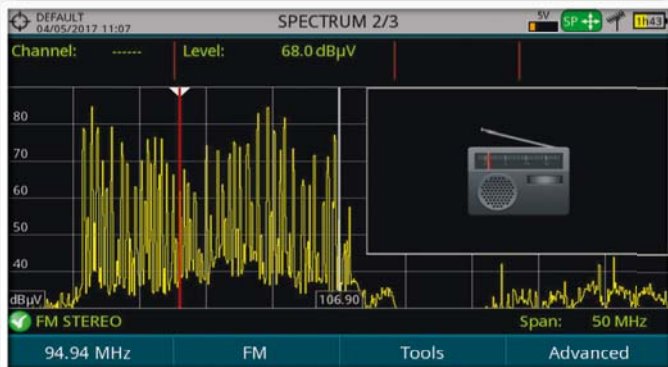 DEFAULT
04/05/2017 11:07
SPECTRUM 2/3
5V
SP
1h43
Channel: ------ Level: 68.0 dBµV
80
70
60
50
40
dBµV
106.90
FM STEREO
Span: 50 MHz
94.94 MHz FM Tools Advanced